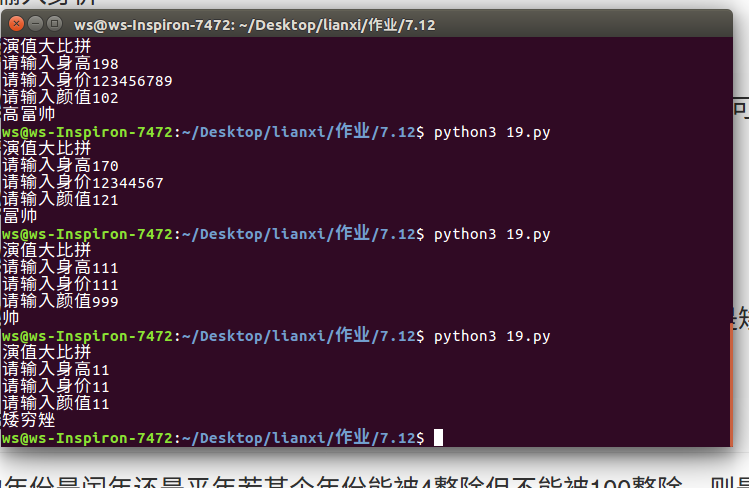 ws@ws-Inspiron-7472: ~/Desktop/lianxi/作业/7.12
演值大比拼
请输入身高198
请输入身价123456789
请输入颜值102
高富帅
ws@ws-Inspiron-7472:~/Desktop/lianxi/作业/7.12$ python3 19.py
演值大比拼
请输入身高170
请输入身价12344567
请输入颜值121
富帅
ws@ws-Inspiron-7472:~/Desktop/lianxi/作业/7.12$ python3 19.py
演值大比拼
请输入身高111
请输入身价111
请输入颜值999
帅
ws@ws-Inspiron-7472:~/Desktop/lianxi/作业/7.12$ python3 19.py
演值大比拼
请输入身高11
请输入身价11
请输入颜值11
矮穷矬
ws@ws-Inspiron-7472:~/Desktop/lianxi/作业/7.12$
年份是闰年还是平年若某个年份能被4整除但不能被100整除，则是